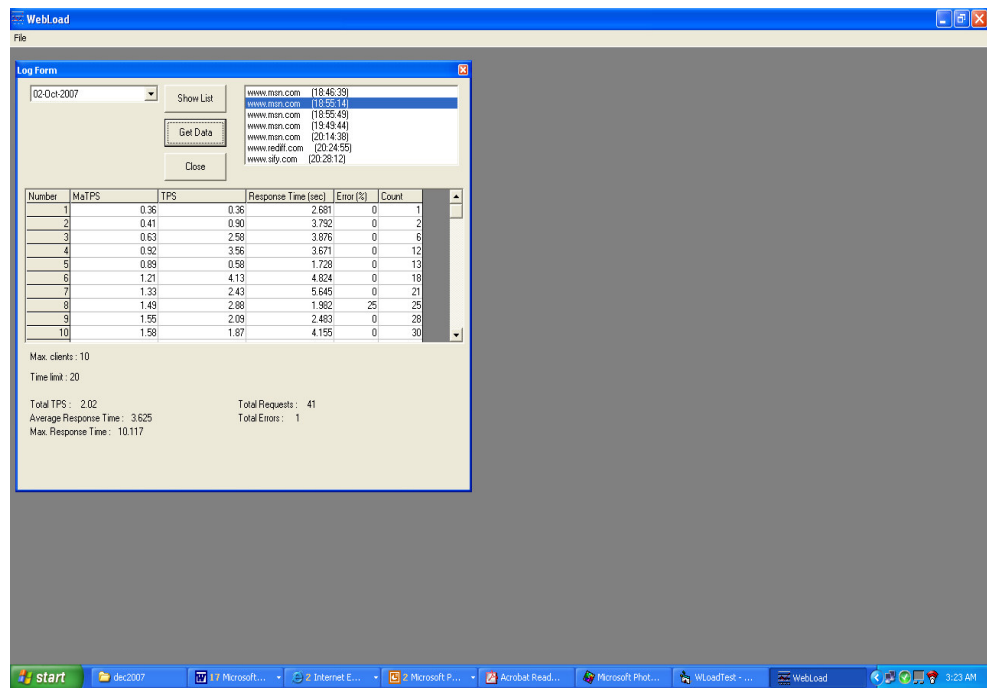 WebLoad
File
Log Form
02-Oct-2007
Show List
Get Data
Close
www.msn.com (18:46:39)
www.msn.com (18:55:14)
www.msn.com (18:55:49)
www.msn.com (19:49:44)
www.msn.com (20:14:38)
www.rediff.com (20:24:55)
www.sify.com (20:28:12)
Number MaTPS TPS Response Time (sec) Error (%) Count
1 0.36 0.36 2.681 0 1
2 0.41 0.90 3.792 0 2
3 0.63 2.58 3.876 0 6
4 0.92 3.56 3.671 0 12
5 0.89 0.58 1.728 0 13
6 1.21 4.13 4.824 0 18
7 1.33 2.43 5.645 0 21
8 1.49 2.88 1.982 25 25
9 1.55 2.09 2.483 0 28
10 1.58 1.87 4.155 0 30
Max. clients : 10
Time limit : 20
Total TPS : 2.02 Total Requests : 41
Average Response Time : 3.625 Total Errors : 1
Max. Response Time : 10.117
start dec2007 17 Microsoft... 2 Internet E... 2 Microsoft P... Acrobat Read... Microsoft Phot... WLoadTest - ... WebLoad 3:23 AM